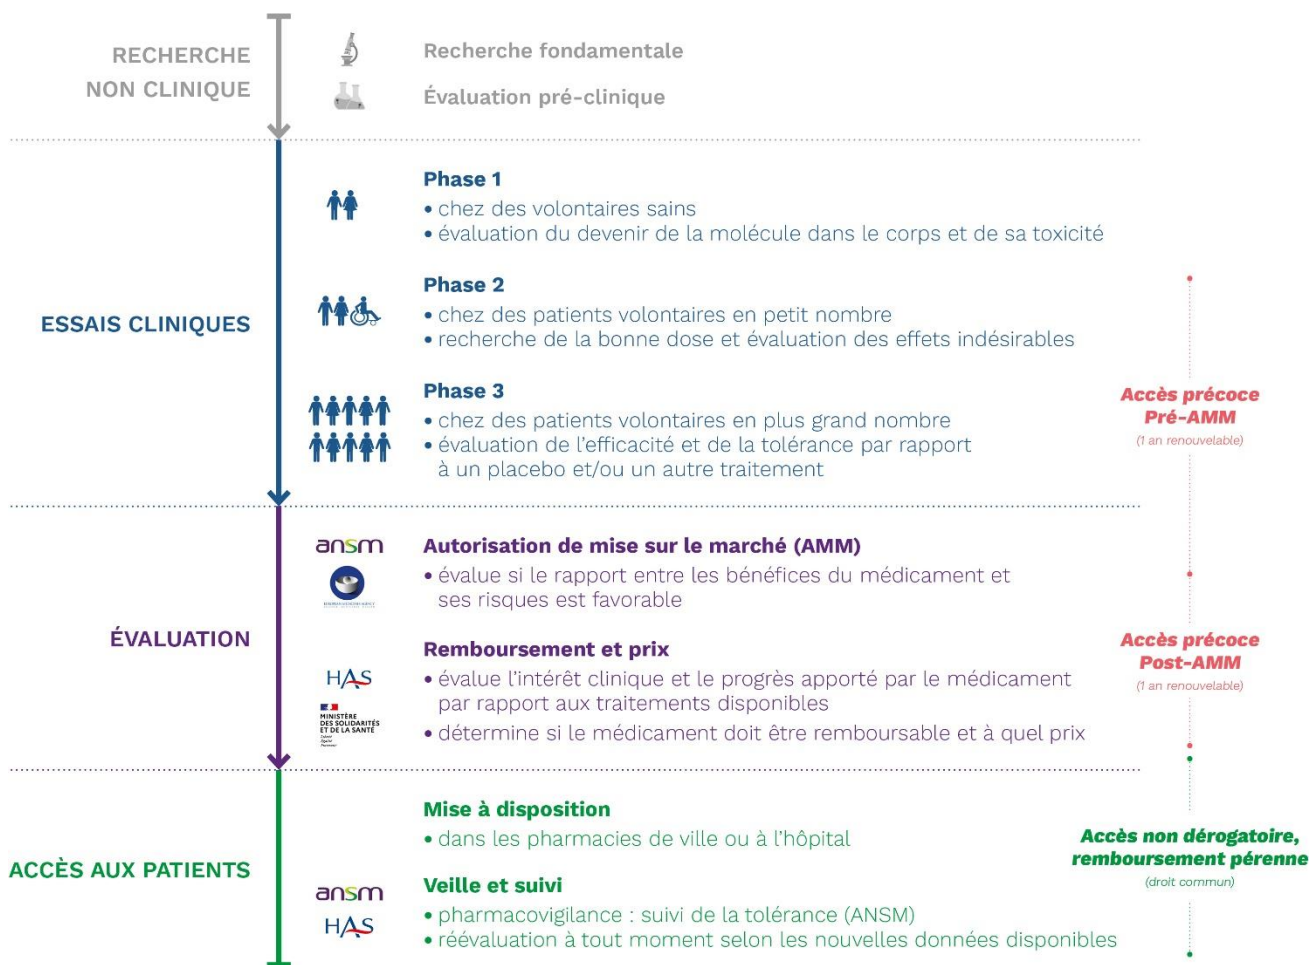 RECHERCHE
NON CLINIQUE
Recherche fondamentale
Évaluation pré-clinique
ESSAIS CLINIQUES
Phase 1
• chez des volontaires sains
• évaluation du devenir de la molécule dans le corps et de sa toxicité
Phase 2
• chez des patients volontaires en petit nombre
• recherche de la bonne dose et évaluation des effets indésirables
Phase 3
• chez des patients volontaires en plus grand nombre
• évaluation de l’efficacité et de la tolérance par rapport
à un placebo et/ou un autre traitement
Accès précoce
Pré-AMM
(1 an renouvelable)
ÉVALUATION
ansm
Autorisation de mise sur le marché (AMM)
• évalue si le rapport entre les bénéfices du médicament et
ses risques est favorable
Remboursement et prix
HAS
MINISTÈRE
DES SOLIDARITÉS
ET DE LA SANTÉ
• évalue l’intérêt clinique et le progrès apporté par le médicament
par rapport aux traitements disponibles
• détermine si le médicament doit être remboursable et à quel prix
Accès précoce
Post-AMM
(1 an renouvelable)
ACCÈS AUX PATIENTS
Mise à disposition
• dans les pharmacies de ville ou à l’hôpital
ansm
HAS
Veille et suivi
• pharmacovigilance : suivi de la tolérance (ANSM)
• réévaluation à tout moment selon les nouvelles données disponibles
Accès non dérogatoire,
remboursement pérenne
(droit commun)